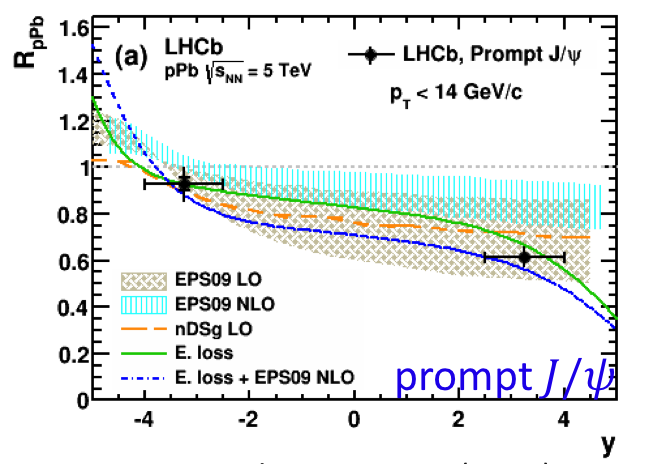 R_pPb
1.6
1.4
1.2
1
0.8
0.6
0.4
0.2
0
(a) LHCb
pPb √s_NN = 5 TeV
LHCb, Prompt J/ψ
p_T < 14 GeV/c
EPS09 LO
EPS09 NLO
nDSg LO
E. loss
E. loss + EPS09 NLO
prompt J/ψ
-4 -2 0 2 4
y